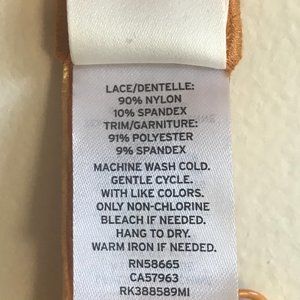 LACE/DENTELLE:
90% NYLON
10% SPANDEX
TRIM/GARNITURE:
91% POLYESTER
9% SPANDEX
MACHINE WASH COLD.
GENTLE CYCLE.
WITH LIKE COLORS.
ONLY NON-CHLORINE
BLEACH IF NEEDED.
HANG TO DRY.
WARM IRON IF NEEDED.
RN58665
CA57963
RK388589MI